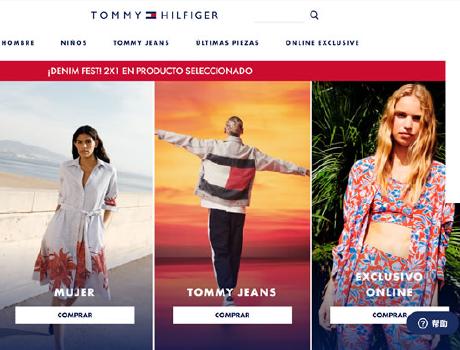 TOMMY HILFIGER
HOMBRE NIÑOS TOMMY JEANS ÚLTIMAS PIEZAS ONLINE EXCLUSIVE
¡DENIM FEST! 2X1 EN PRODUCTO SELECCIONADO
MUJER
COMPRAR
TOMMY JEANS
COMPRAR
EXCLUSIVO
ONLINE
COMPRAR
帮助